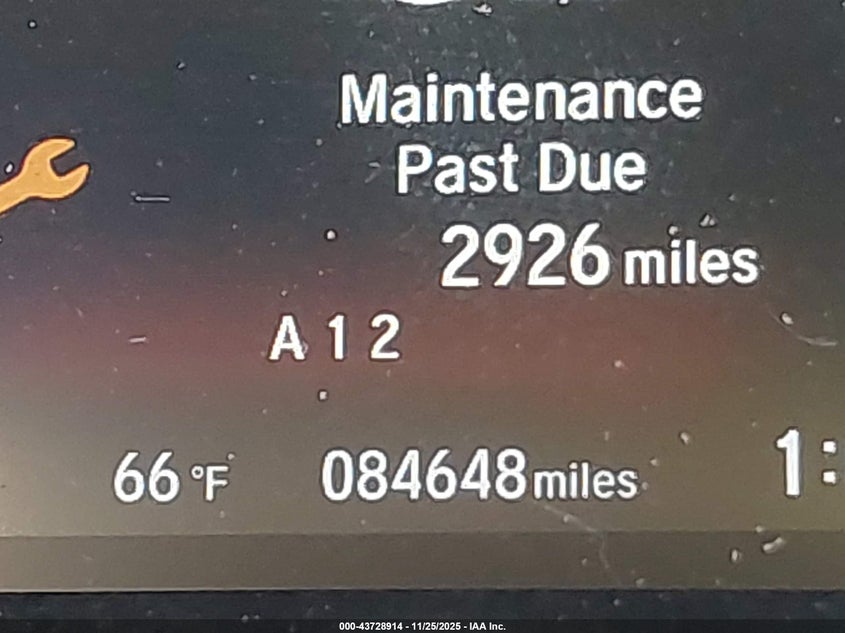 Maintenance
Past Due
2926 miles
A 1 2
66 °F 084648 miles 1:
000-43728914 - 11/25/2025 - IAA Inc.